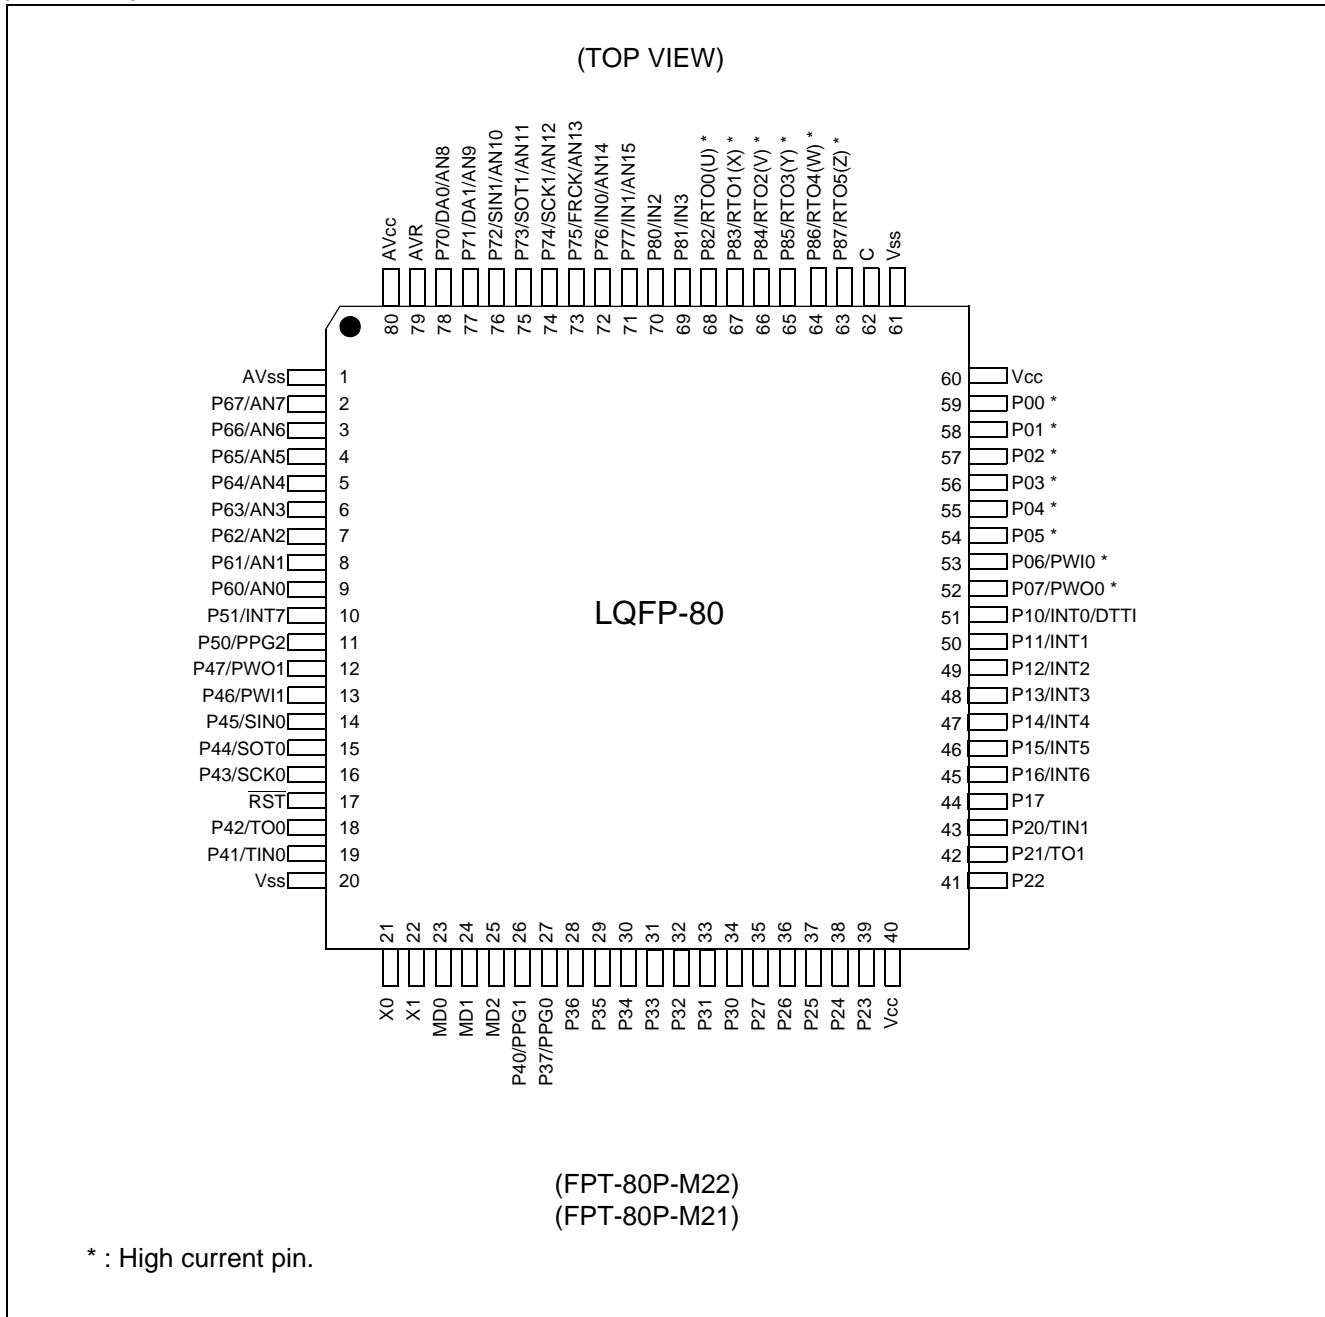 (TOP VIEW)
AVcc
AVR
P70/DA0/AN8
P71/DA1/AN9
P72/SIN1/AN10
P73/SOT1/AN11
P74/SCK1/AN12
P75/FRCK/AN13
P76/IN0/AN14
P77/IN1/AN15
P80/IN2
P81/IN3
P82/RTO0(U) *
P83/RTO1(X) *
P84/RTO2(V) *
P85/RTO3(Y) *
P86/RTO4(W) *
P87/RTO5(Z) *
C
Vss
80
79
78
77
76
75
74
73
72
71
70
69
68
67
66
65
64
63
62
61
AVss 1
P67/AN7 2
P66/AN6 3
P65/AN5 4
P64/AN4 5
P63/AN3 6
P62/AN2 7
P61/AN1 8
P60/AN0 9
P51/INT7 10
P50/PPG2 11
P47/PWO1 12
P46/PWI1 13
P45/SIN0 14
P44/SOT0 15
P43/SCK0 16
RST 17
P42/TO0 18
P41/TIN0 19
Vss 20
LQFP-80
60 Vcc
59 P00 *
58 P01 *
57 P02 *
56 P03 *
55 P04 *
54 P05 *
53 P06/PWI0 *
52 P07/PWO0 *
51 P10/INT0/DTTI
50 P11/INT1
49 P12/INT2
48 P13/INT3
47 P14/INT4
46 P15/INT5
45 P16/INT6
44 P17
43 P20/TIN1
42 P21/TO1
41 P22
21
22
23
24
25
26
27
28
29
30
31
32
33
34
35
36
37
38
39
40
X0
X1
MD0
MD1
MD2
P40/PPG1
P37/PPG0
P36
P35
P34
P33
P32
P31
P30
P27
P26
P25
P24
P23
Vcc
(FPT-80P-M22)
(FPT-80P-M21)
* : High current pin.